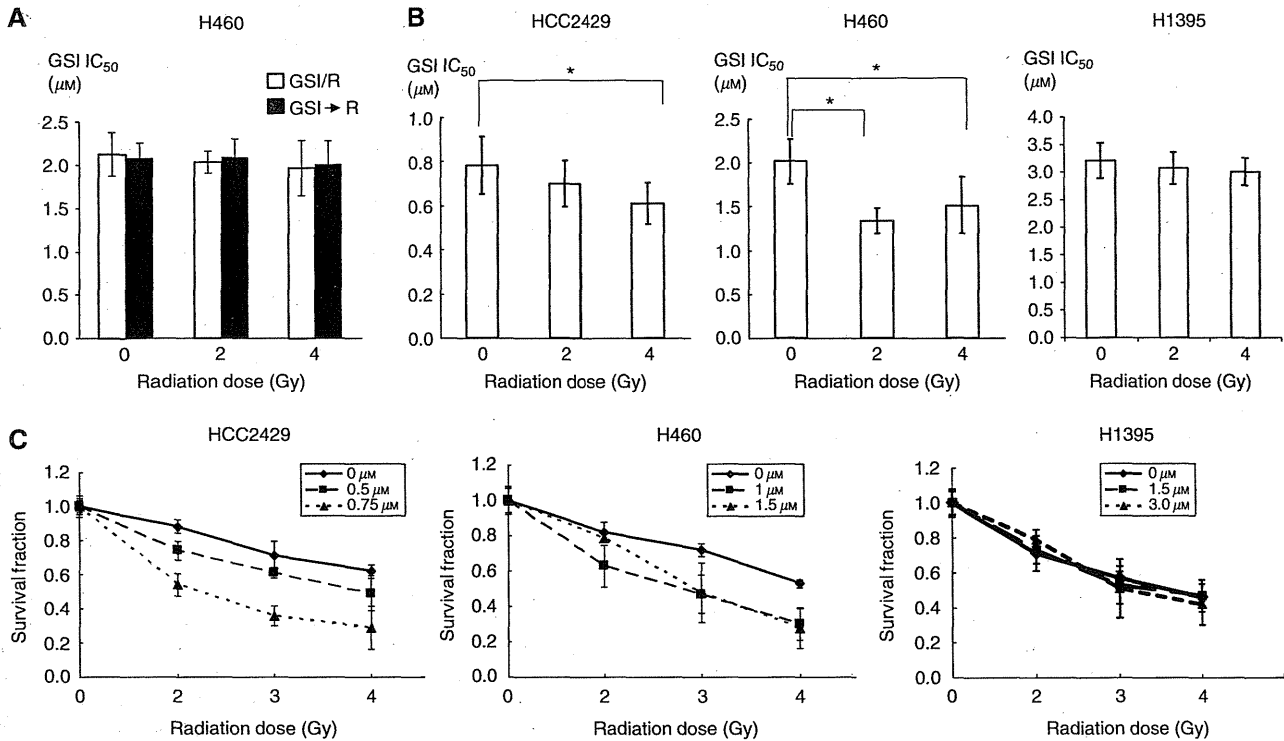 A
H460
GSI IC50
(μM)
GSI/R
GSI → R
2.5
2.0
1.5
1.0
0.5
0.0
0 2 4
Radiation dose (Gy)
B
HCC2429
GSI IC50
(μM)
*
1.0
0.8
0.6
0.4
0.2
0.0
0 2 4
Radiation dose (Gy)
H460
GSI IC50
(μM)
*
*
2.5
2.0
1.5
1.0
0.5
0.0
0 2 4
Radiation dose (Gy)
H1395
GSI IC50
(μM)
4.0
3.5
3.0
2.5
2.0
1.5
1.0
0.5
0.0
0 2 4
Radiation dose (Gy)
C
HCC2429
0 μM
0.5 μM
0.75 μM
Survival fraction
1.2
1.0
0.8
0.6
0.4
0.2
0.0
0 2 3 4
Radiation dose (Gy)
H460
0 μM
1 μM
1.5 μM
Survival fraction
1.2
1.0
0.8
0.6
0.4
0.2
0.0
0 2 3 4
Radiation dose (Gy)
H1395
0 μM
1.5 μM
3.0 μM
Survival fraction
1.2
1.0
0.8
0.6
0.4
0.2
0.0
0 2 3 4
Radiation dose (Gy)